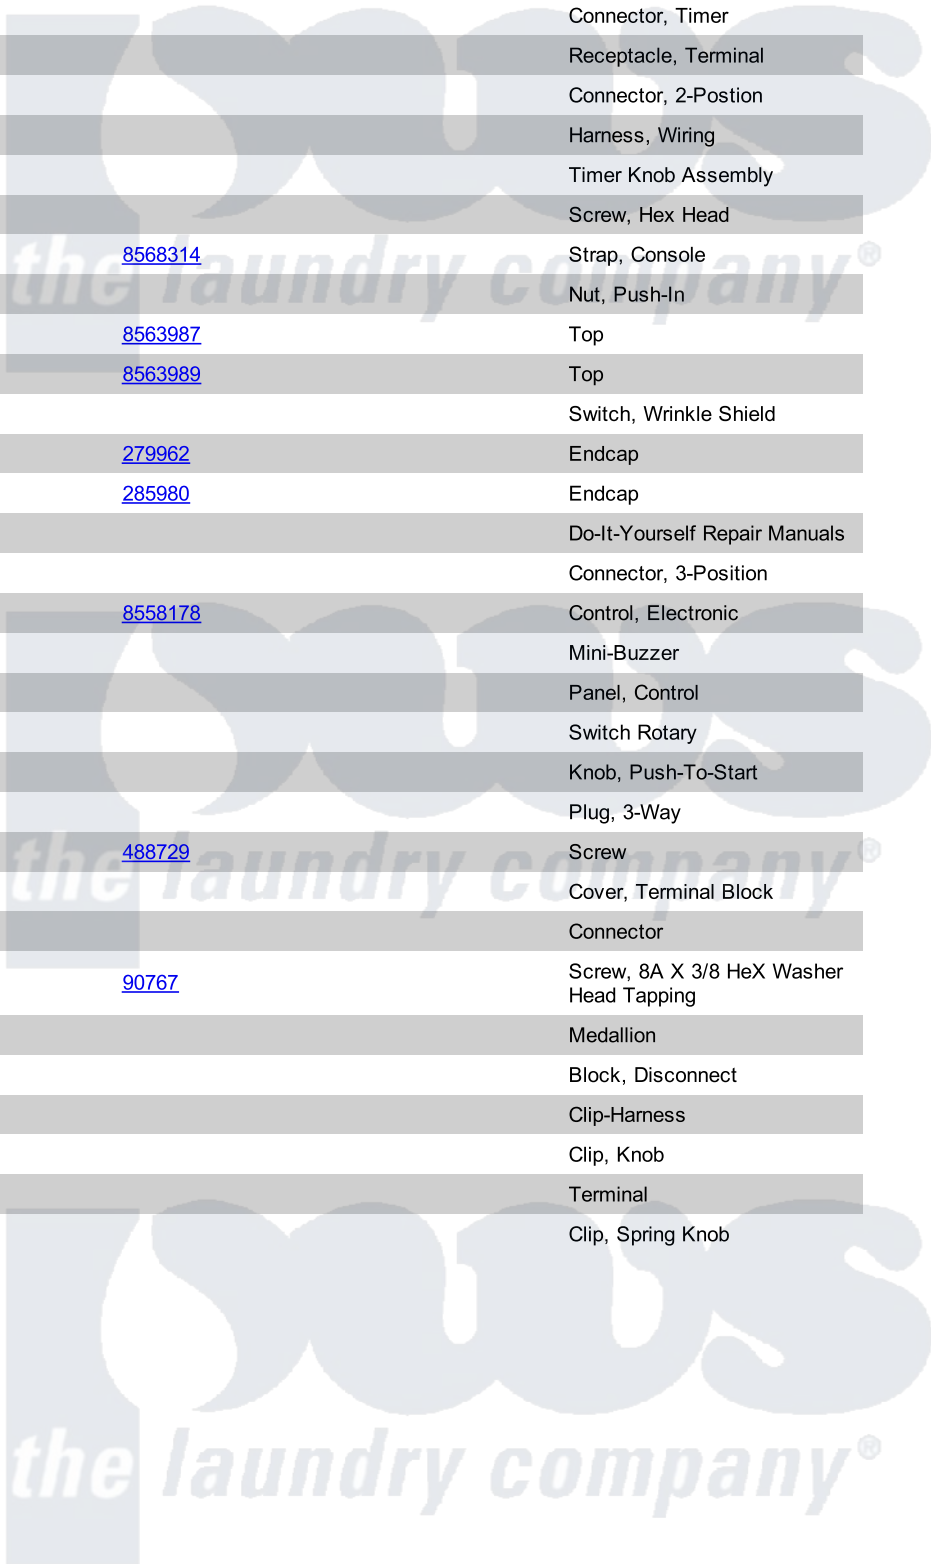 Connector, Timer
Receptacle, Terminal
Connector, 2-Postion
Harness, Wiring
Timer Knob Assembly
Screw, Hex Head
8568314 Strap, Console
Nut, Push-In
8563987 Top
8563989 Top
Switch, Wrinkle Shield
279962 Endcap
285980 Endcap
Do-It-Yourself Repair Manuals
Connector, 3-Position
8558178 Control, Electronic
Mini-Buzzer
Panel, Control
Switch Rotary
Knob, Push-To-Start
Plug, 3-Way
488729 Screw
Cover, Terminal Block
Connector
90767 Screw, 8A X 3/8 HeX Washer
Head Tapping
Medallion
Block, Disconnect
Clip-Harness
Clip, Knob
Terminal
Clip, Spring Knob
pws
the laundry company®
pws
the laundry company®
pws
the laundry company®